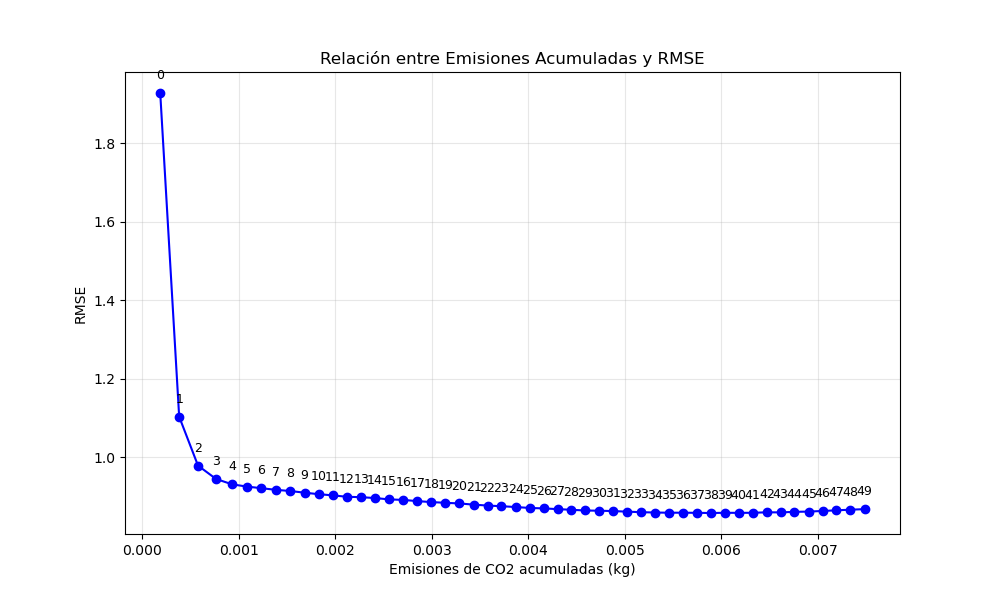 Relación entre Emisiones Acumuladas y RMSE
RMSE
1.8
1.6
1.4
1.2
1.0
0 1 2 3 4 5 6 7 8 9 10 11 12 13 14 15 16 17 18 19 20 21 22 23 24 25 26 27 28 29 30 31 32 33 34 35 36 37 38 39 40 41 42 43 44 45 46 47 48 49
0.000 0.001 0.002 0.003 0.004 0.005 0.006 0.007
Emisiones de CO2 acumuladas (kg)